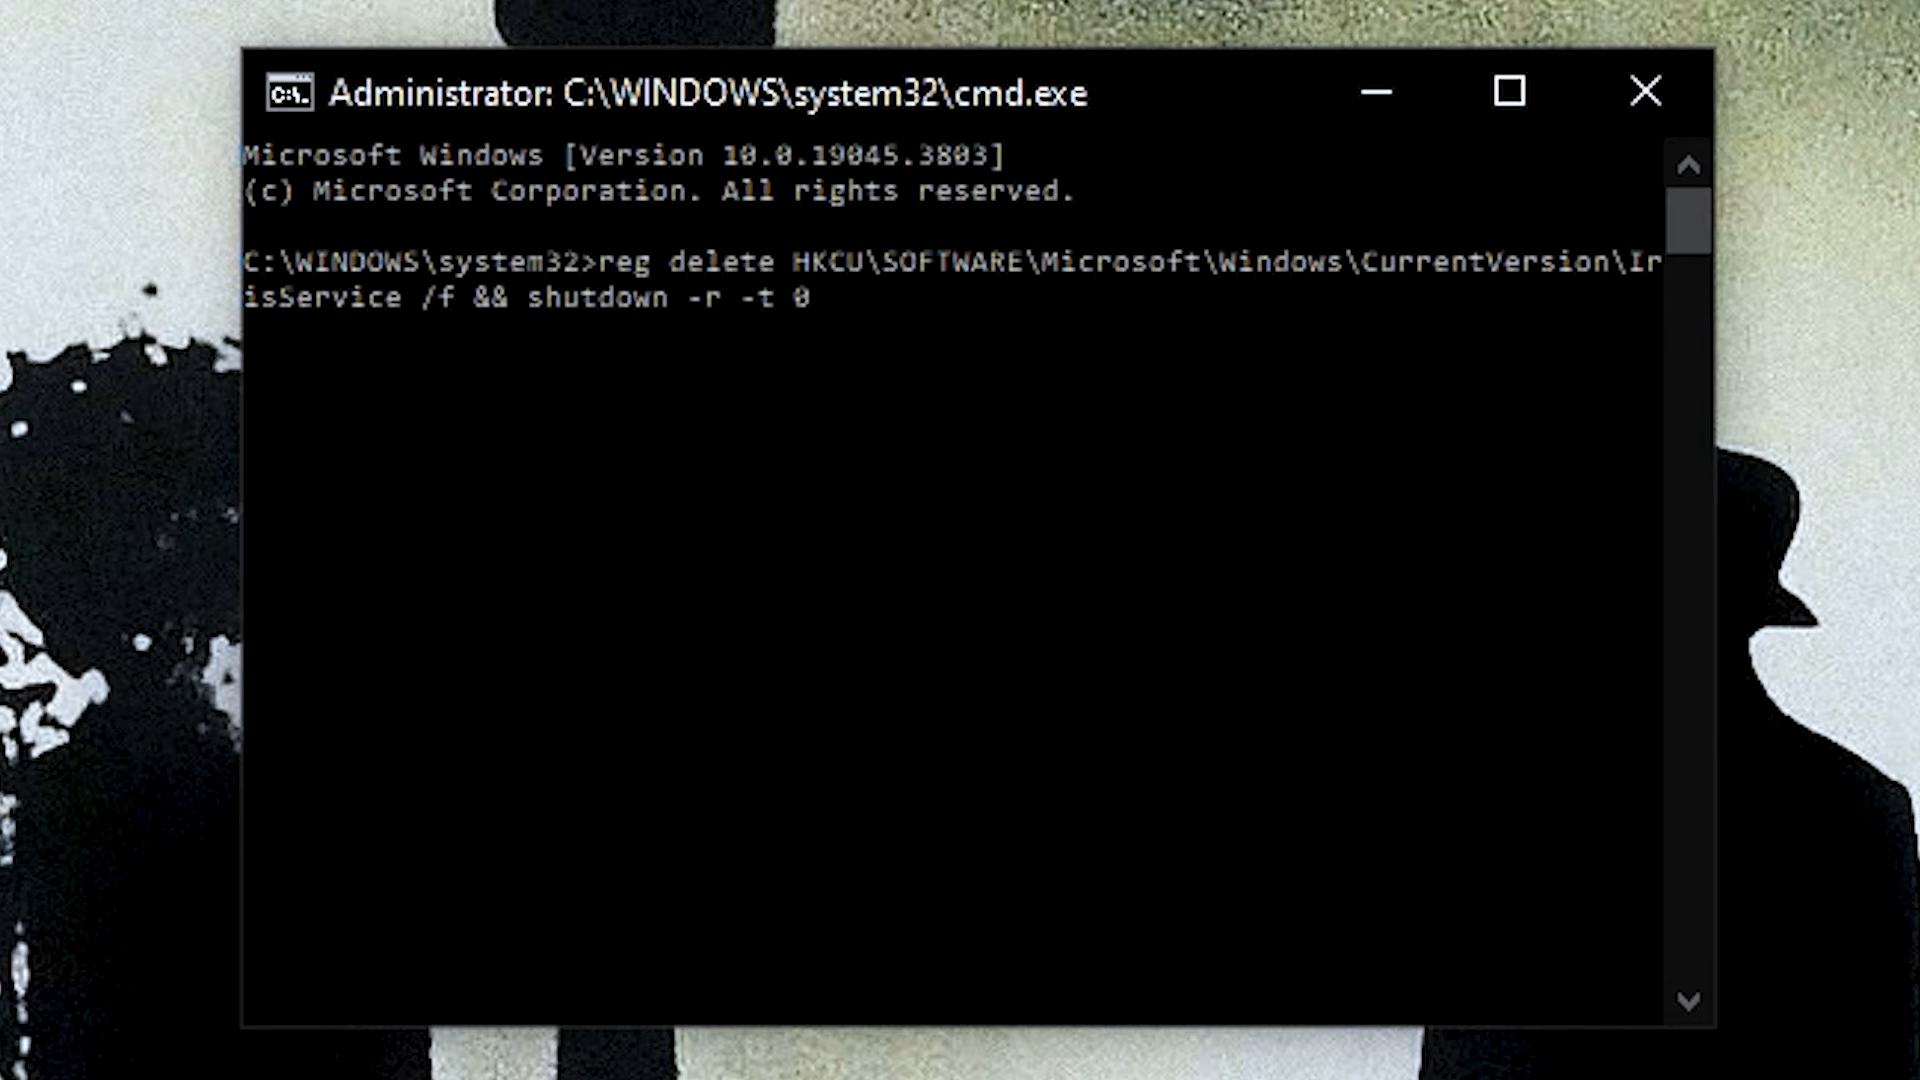 Administrator: C:\WINDOWS\system32\cmd.exe
Microsoft Windows [Version 10.0.19045.3803]
(c) Microsoft Corporation. All rights reserved.
C:\WINDOWS\system32>reg delete HKCU\SOFTWARE\Microsoft\Windows\CurrentVersion\Ir
isService /f && shutdown -r -t 0